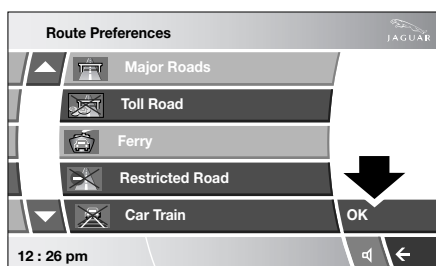 Route Preferences
JAGUAR
Major Roads
Toll Road
Ferry
Restricted Road
Car Train
OK
12 : 26 pm